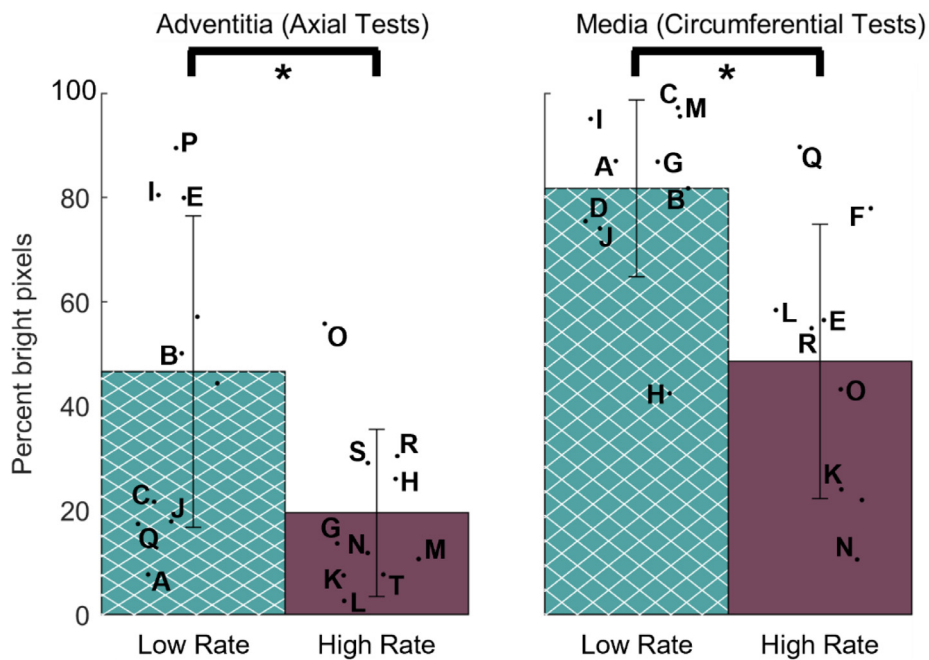 Adventitia (Axial Tests)
Media (Circumferential Tests)
*
*
Percent bright pixels
100
80
60
40
20
0
P
I
E
B
C
J
Q
A
O
S
R
H
G
N
M
K
T
L
C
M
I
A
G
B
D
J
H
Q
F
L
E
R
O
K
N
Low Rate
High Rate
Low Rate
High Rate